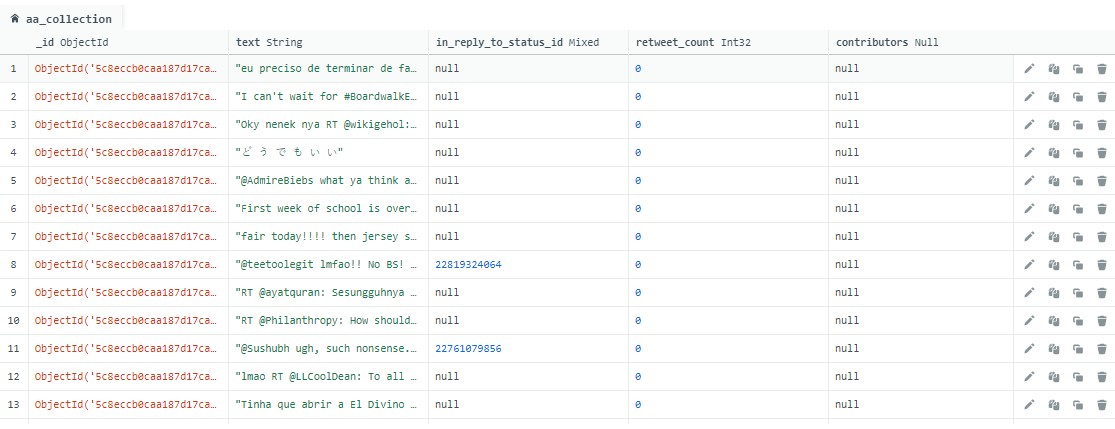 aa_collection
_id ObjectId text String in_reply_to_status_id Mixed retweet_count Int32 contributors Null
1 ObjectId('5c8eccb0caa187d17ca… "eu preciso de terminar de fa… null 0 null
2 ObjectId('5c8eccb0caa187d17ca… "I can't wait for #BoardwalkE… null 0 null
3 ObjectId('5c8eccb0caa187d17ca… "Oky nenek nya RT @wikigehol:… null 0 null
4 ObjectId('5c8eccb0caa187d17ca… "ど う で も い い" null 0 null
5 ObjectId('5c8eccb0caa187d17ca… "@AdmireBiebs what ya think a… null 0 null
6 ObjectId('5c8eccb0caa187d17ca… "First week of school is over… null 0 null
7 ObjectId('5c8eccb0caa187d17ca… "fair today!!!! then jersey s… null 0 null
8 ObjectId('5c8eccb0caa187d17ca… "@teetoolegit lmfao!! No BS! … 22819324064 0 null
9 ObjectId('5c8eccb0caa187d17ca… "RT @ayatquran: Sesungguhnya … null 0 null
10 ObjectId('5c8eccb0caa187d17ca… "RT @Philanthropy: How should… null 0 null
11 ObjectId('5c8eccb0caa187d17ca… "@Sushubh ugh, such nonsense.… 22761079856 0 null
12 ObjectId('5c8eccb0caa187d17ca… "lmao RT @LLCoolDean: To all … null 0 null
13 ObjectId('5c8eccb0caa187d17ca… "Tinha que abrir a El Divino … null 0 null